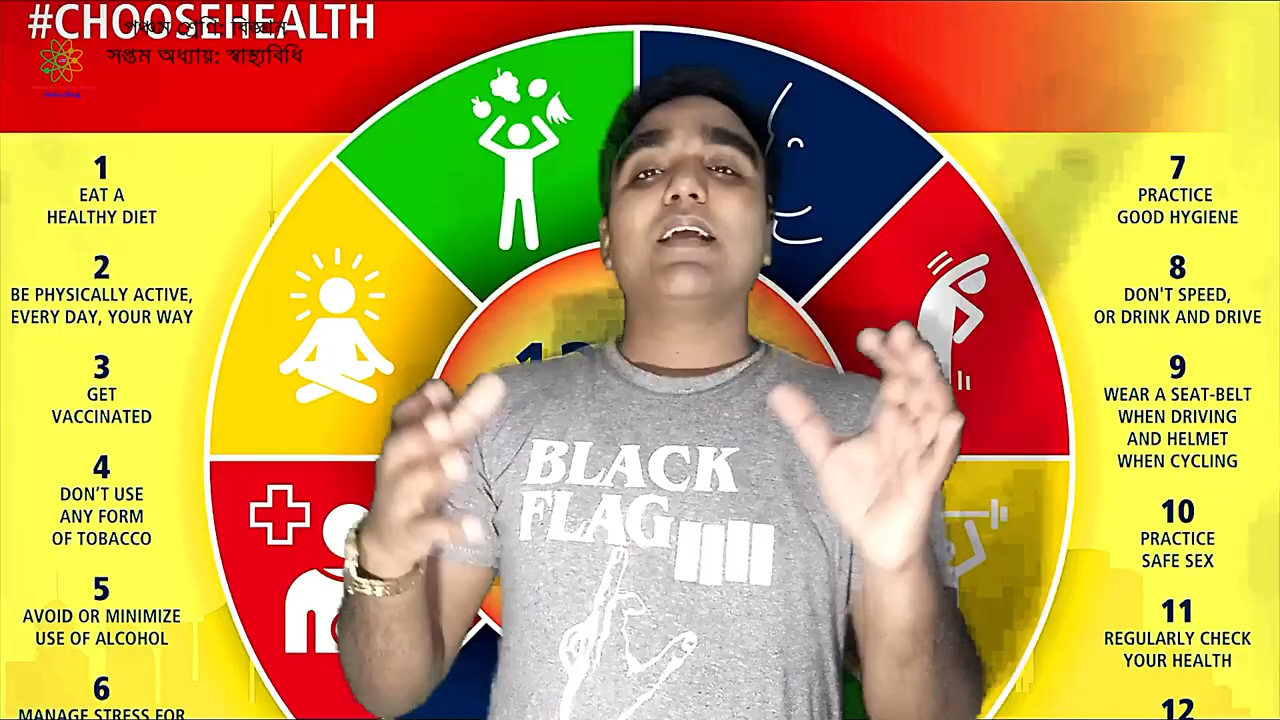 #CHOOSEHEALTH
পঞ্চম শ্রেণি: বিজ্ঞান
সপ্তম অধ্যায়: স্বাস্থ্যবিধি
1
EAT A
HEALTHY DIET
2
BE PHYSICALLY ACTIVE,
EVERY DAY, YOUR WAY
3
GET
VACCINATED
4
DON'T USE
ANY FORM
OF TOBACCO
5
AVOID OR MINIMIZE
USE OF ALCOHOL
6
MANAGE STRESS FOR
7
PRACTICE
GOOD HYGIENE
8
DON'T SPEED,
OR DRINK AND DRIVE
9
WEAR A SEAT-BELT
WHEN DRIVING
AND HELMET
WHEN CYCLING
10
PRACTICE
SAFE SEX
11
REGULARLY CHECK
YOUR HEALTH
12
BLACK
FLAG